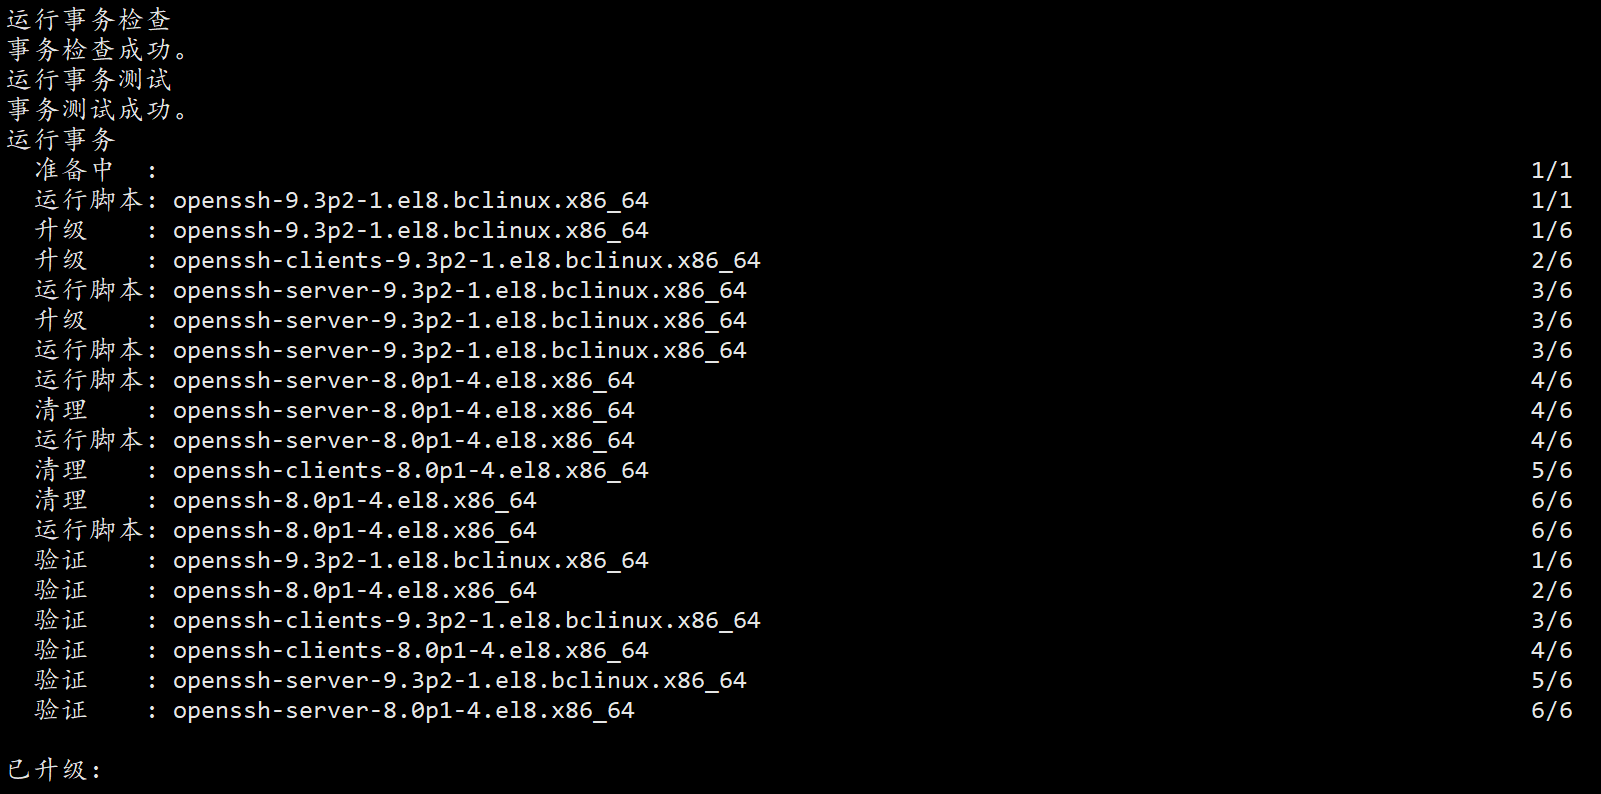 运行事务检查
事务检查成功。
运行事务测试
事务测试成功。
运行事务
  准备中  :                                                                 1/1
  运行脚本: openssh-9.3p2-1.el8.bclinux.x86_64                              1/1
  升级    : openssh-9.3p2-1.el8.bclinux.x86_64                              1/6
  升级    : openssh-clients-9.3p2-1.el8.bclinux.x86_64                      2/6
  运行脚本: openssh-server-9.3p2-1.el8.bclinux.x86_64                       3/6
  升级    : openssh-server-9.3p2-1.el8.bclinux.x86_64                       3/6
  运行脚本: openssh-server-9.3p2-1.el8.bclinux.x86_64                       3/6
  运行脚本: openssh-server-8.0p1-4.el8.x86_64                               4/6
  清理    : openssh-server-8.0p1-4.el8.x86_64                               4/6
  运行脚本: openssh-server-8.0p1-4.el8.x86_64                               4/6
  清理    : openssh-clients-8.0p1-4.el8.x86_64                              5/6
  清理    : openssh-8.0p1-4.el8.x86_64                                      6/6
  运行脚本: openssh-8.0p1-4.el8.x86_64                                      6/6
  验证    : openssh-9.3p2-1.el8.bclinux.x86_64                              1/6
  验证    : openssh-8.0p1-4.el8.x86_64                                      2/6
  验证    : openssh-clients-9.3p2-1.el8.bclinux.x86_64                      3/6
  验证    : openssh-clients-8.0p1-4.el8.x86_64                              4/6
  验证    : openssh-server-9.3p2-1.el8.bclinux.x86_64                       5/6
  验证    : openssh-server-8.0p1-4.el8.x86_64                               6/6
已升级: